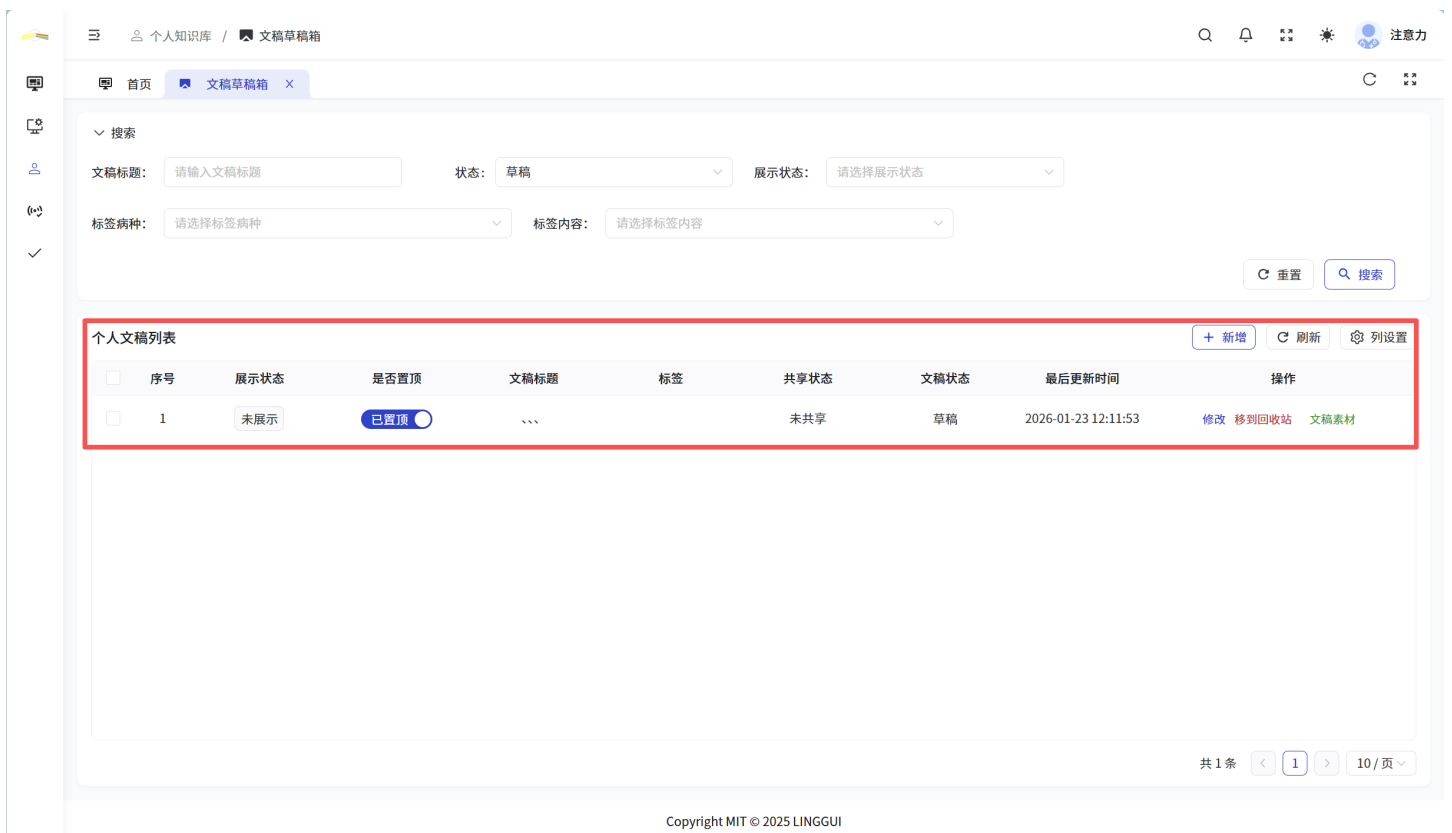 个人知识库 / 文稿草稿箱 注意力
首页 文稿草稿箱 X
搜索
文稿标题： 请输入文稿标题 状态： 草稿 展示状态： 请选择展示状态
标签病种： 请选择标签病种 标签内容： 请选择标签内容
重置 搜索
个人文稿列表 新增 刷新 列设置
序号 展示状态 是否置顶 文稿标题 标签 共享状态 文稿状态 最后更新时间 操作
1 未展示 已置顶 、、、 未共享 草稿 2026-01-23 12:11:53 修改 移到回收站 文稿素材
共 1 条 < 1 > 10 / 页
Copyright MIT © 2025 LINGGUI